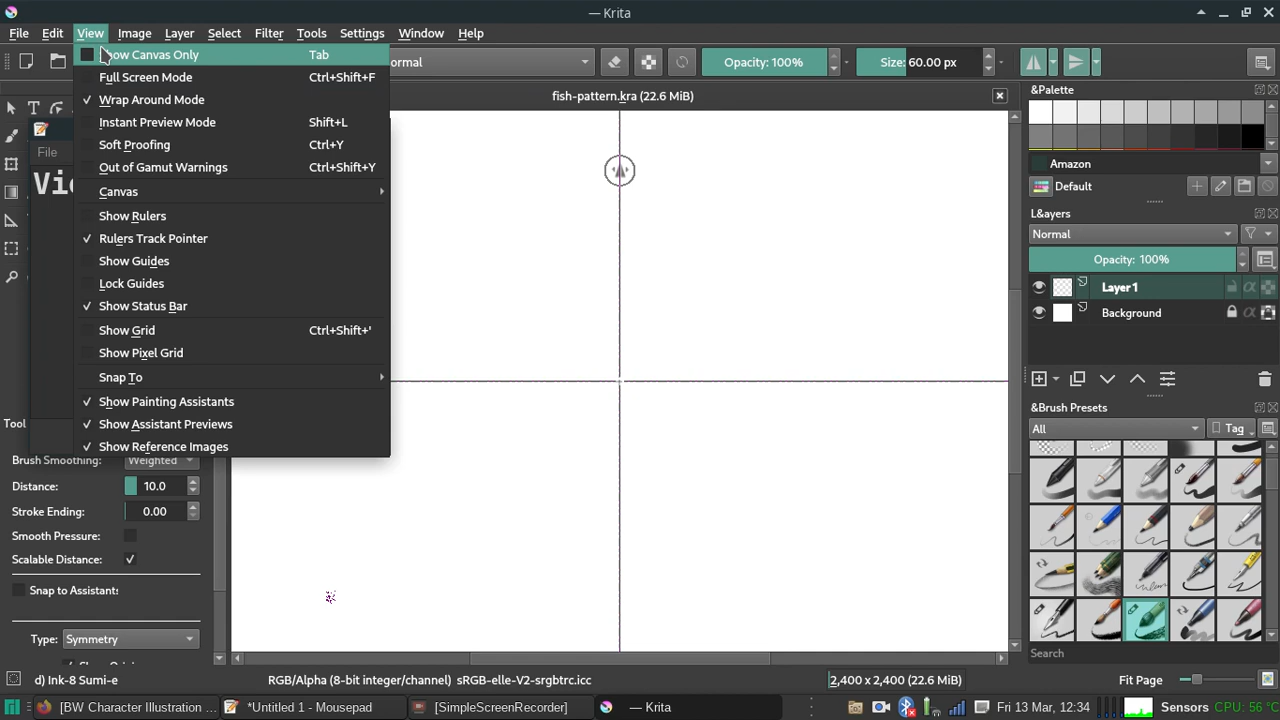 — Krita
File Edit View Image Layer Select Filter Tools Settings Window Help
Show Canvas Only Tab
Full Screen Mode Ctrl+Shift+F
Wrap Around Mode
Instant Preview Mode Shift+L
Soft Proofing Ctrl+Y
Out of Gamut Warnings Ctrl+Shift+Y
Canvas
Show Rulers
Rulers Track Pointer
Show Guides
Lock Guides
Show Status Bar
Show Grid Ctrl+Shift+'
Show Pixel Grid
Snap To
Show Painting Assistants
Show Assistant Previews
Show Reference Images
ormal
Opacity: 100%
Size: 60.00 px
fish-pattern.kra (22.6 MiB)
File
Vie
Tool
Brush Smoothing: Weighted
Distance: 10.0
Stroke Ending: 0.00
Smooth Pressure:
Scalable Distance:
Snap to Assistants
Type: Symmetry
&Palette
Amazon
Default
L&ayers
Normal
Opacity: 100%
Layer 1
Background
&Brush Presets
All
Tag
Search
d) Ink-8 Sumi-e
RGB/Alpha (8-bit integer/channel) sRGB-elle-V2-srgbtrc.icc
2,400 x 2,400 (22.6 MiB)
Fit Page
[BW Character Illustration ...
*Untitled 1 - Mousepad
[SimpleScreenRecorder]
— Krita
Fri 13 Mar, 12:34
Sensors CPU: 56 °